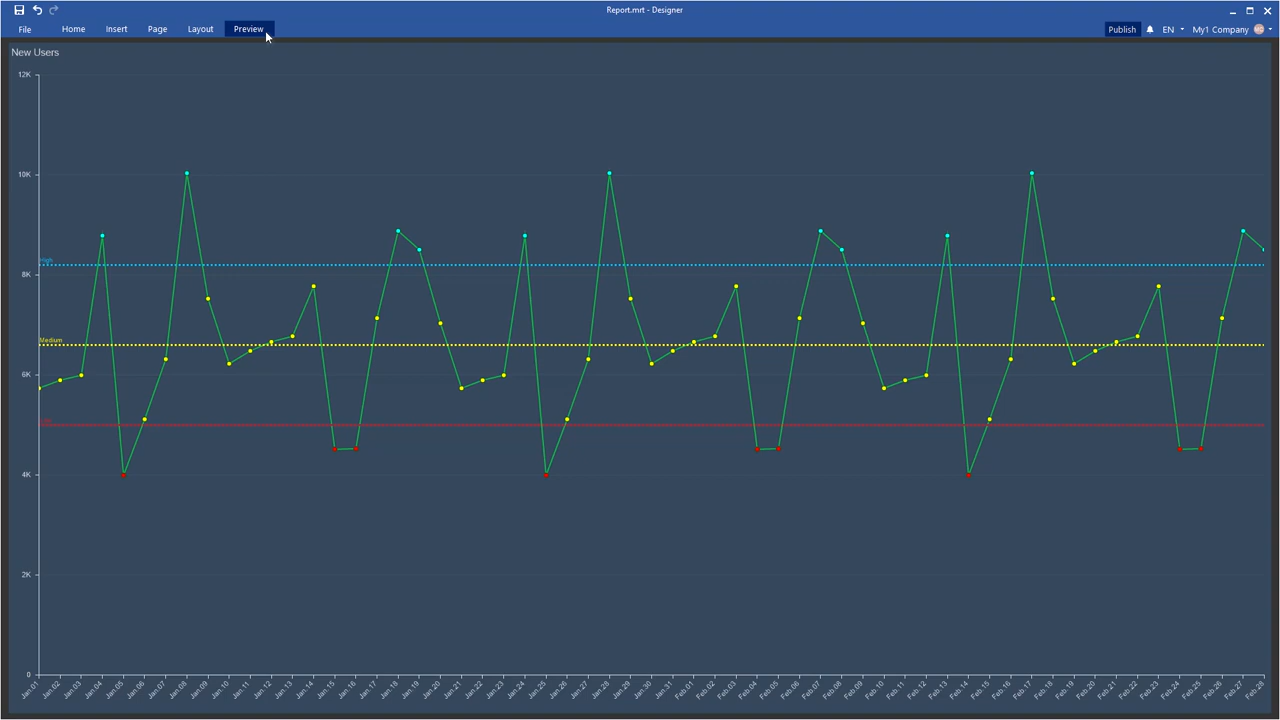 Report.mrt - Designer
File Home Insert Page Layout Preview
Publish EN My1 Company
New Users
12K
10K
High
8K
Medium
6K
4K
2K
0
Jan.01 Jan.02 Jan.03 Jan.04 Jan.05 Jan.06 Jan.07 Jan.08 Jan.09 Jan.10 Jan.11 Jan.12 Jan.13 Jan.14 Jan.15 Jan.16 Jan.17 Jan.18 Jan.19 Jan.20 Jan.21 Jan.22 Jan.23 Jan.24 Jan.25 Jan.26 Jan.27 Jan.28 Jan.29 Jan.30 Jan.31 Feb.01 Feb.02 Feb.03 Feb.04 Feb.05 Feb.06 Feb.07 Feb.08 Feb.09 Feb.10 Feb.11 Feb.12 Feb.13 Feb.14 Feb.15 Feb.16 Feb.17 Feb.18 Feb.19 Feb.20 Feb.21 Feb.22 Feb.23 Feb.24 Feb.25 Feb.26 Feb.27 Feb.28